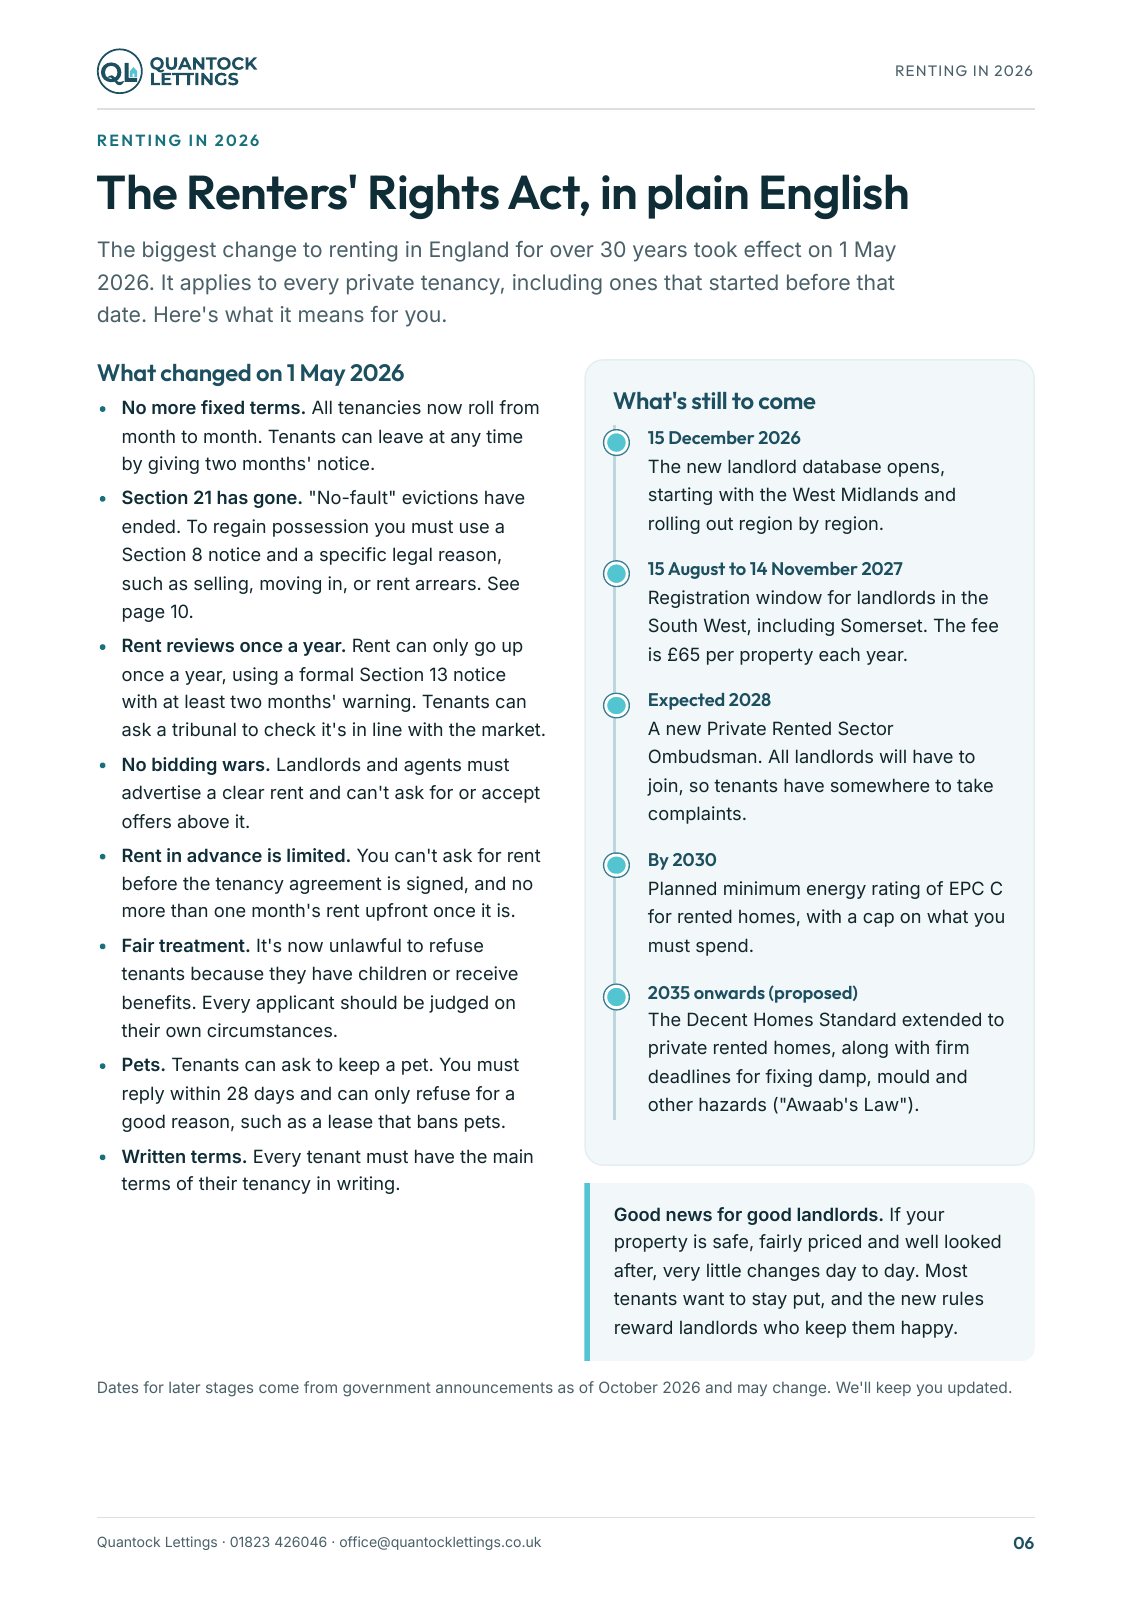 QL QUANTOCK
LETTINGS
RENTING IN 2026
RENTING IN 2026
The Renters' Rights Act, in plain English
The biggest change to renting in England for over 30 years took effect on 1 May
2026. It applies to every private tenancy, including ones that started before that
date. Here's what it means for you.
What changed on 1 May 2026
• No more fixed terms. All tenancies now roll from
month to month. Tenants can leave at any time
by giving two months' notice.
• Section 21 has gone. "No-fault" evictions have
ended. To regain possession you must use a
Section 8 notice and a specific legal reason,
such as selling, moving in, or rent arrears. See
page 10.
• Rent reviews once a year. Rent can only go up
once a year, using a formal Section 13 notice
with at least two months' warning. Tenants can
ask a tribunal to check it's in line with the market.
• No bidding wars. Landlords and agents must
advertise a clear rent and can't ask for or accept
offers above it.
• Rent in advance is limited. You can't ask for rent
before the tenancy agreement is signed, and no
more than one month's rent upfront once it is.
• Fair treatment. It's now unlawful to refuse
tenants because they have children or receive
benefits. Every applicant should be judged on
their own circumstances.
• Pets. Tenants can ask to keep a pet. You must
reply within 28 days and can only refuse for a
good reason, such as a lease that bans pets.
• Written terms. Every tenant must have the main
terms of their tenancy in writing.
What's still to come
15 December 2026
The new landlord database opens,
starting with the West Midlands and
rolling out region by region.
15 August to 14 November 2027
Registration window for landlords in the
South West, including Somerset. The fee
is £65 per property each year.
Expected 2028
A new Private Rented Sector
Ombudsman. All landlords will have to
join, so tenants have somewhere to take
complaints.
By 2030
Planned minimum energy rating of EPC C
for rented homes, with a cap on what you
must spend.
2035 onwards (proposed)
The Decent Homes Standard extended to
private rented homes, along with firm
deadlines for fixing damp, mould and
other hazards ("Awaab's Law").
Good news for good landlords. If your
property is safe, fairly priced and well looked
after, very little changes day to day. Most
tenants want to stay put, and the new rules
reward landlords who keep them happy.
Dates for later stages come from government announcements as of October 2026 and may change. We'll keep you updated.
Quantock Lettings · 01823 426046 · office@quantocklettings.co.uk
06